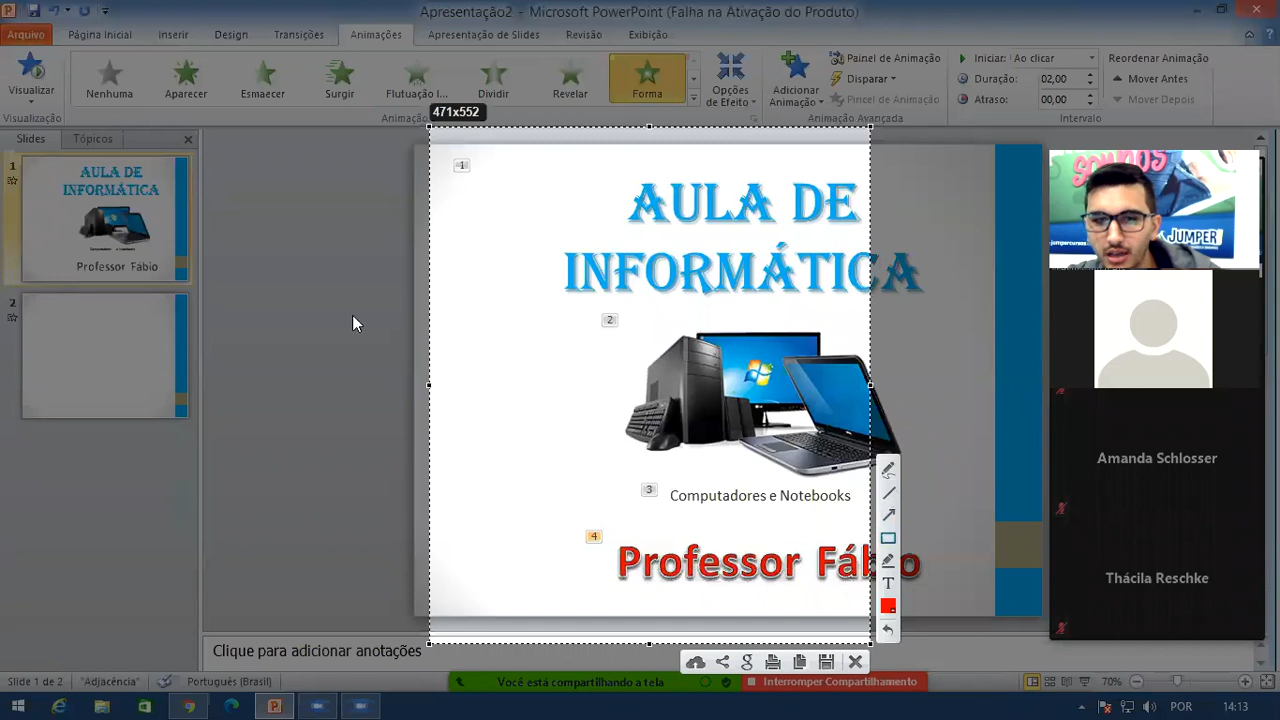 Apresentação2 - Microsoft PowerPoint (Falha na Ativação do Produto)
Arquivo
Página Inicial
Inserir
Design
Transições
Animações
Apresentação de Slides
Revisão
Exibição
Visualizar
Nenhuma
Aparecer
Esmaecer
Surgir
Flutuação I...
Dividir
Revelar
Forma
Opções de Efeito
Adicionar Animação
Painel de Animação
Disparar
Pincel de Animação
Iniciar: Ao clicar
Duração: 02,00
Atraso: 00,00
Reordenar Animação
Mover Antes
Mover Depois
Visualização
Animação
Animação Avançada
Intervalo
471x552
Slides
Tópicos
1
AULA DE
INFORMÁTICA
Computadores e Notebooks
Professor Fábio
2
1
AULA DE
INFORMÁTICA
2
3
Computadores e Notebooks
4
Professor Fábio
JUMPER
Amanda Schlosser
Thácila Reschke
T
Clique para adicionar anotações
Slide 1 de 2
"Adjacência"
Português (Brasil)
Você está compartilhando a tela
Interromper Compartilhamento
70%
POR
14:13